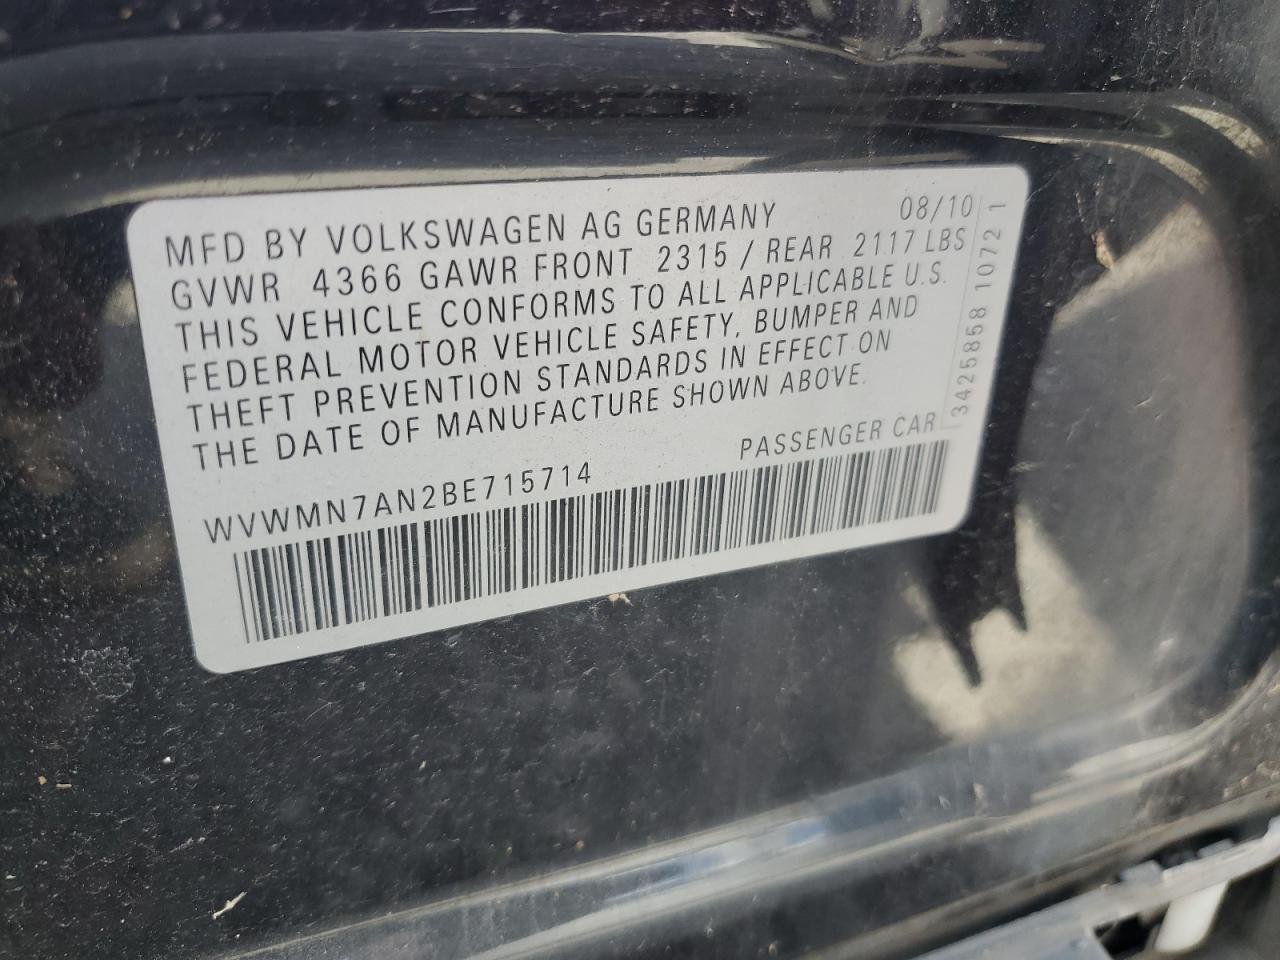 MFD BY VOLKSWAGEN AG GERMANY 08/10
GVWR 4366 GAWR FRONT 2315 / REAR 2117 LBS
THIS VEHICLE CONFORMS TO ALL APPLICABLE U.S.
FEDERAL MOTOR VEHICLE SAFETY, BUMPER AND
THEFT PREVENTION STANDARDS IN EFFECT ON
THE DATE OF MANUFACTURE SHOWN ABOVE.
PASSENGER CAR
WVWMN7AN2BE715714
3425858 1072 1